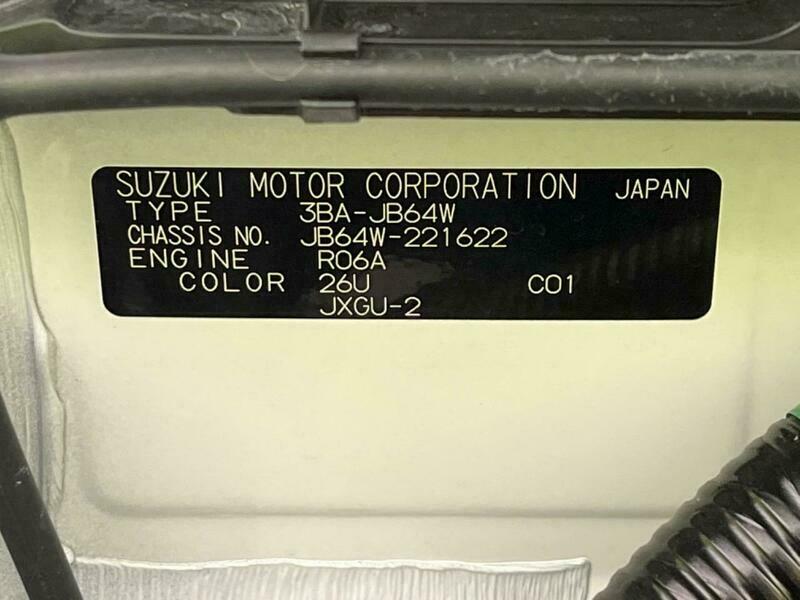 SUZUKI MOTOR CORPORATION JAPAN
TYPE 3BA-JB64W
CHASSIS NO. JB64W-221622
ENGINE R06A
COLOR 26U C01
JXGU-2